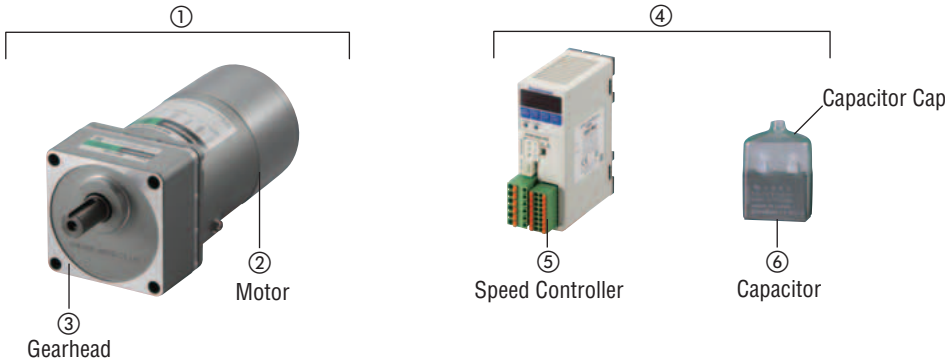 ①
④
Capacitor Cap
②
Motor
⑤
Speed Controller
⑥
Capacitor
③
Gearhead